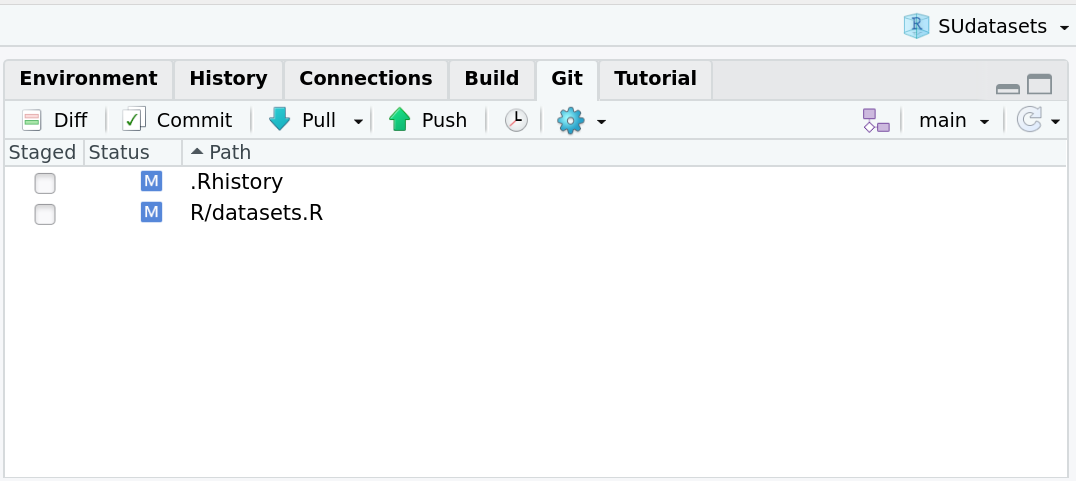 SUdatasets
Environment History Connections Build Git Tutorial
Diff Commit Pull Push main
Staged Status Path
M .Rhistory
M R/datasets.R